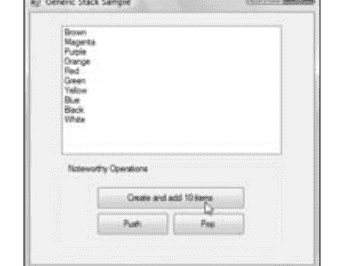 Generic Stack Sample
Brown
Magenta
Purple
Orange
Red
Green
Yellow
Blue
Black
White
Noteworthy Operations
Create and add 10 items
Push
Pop